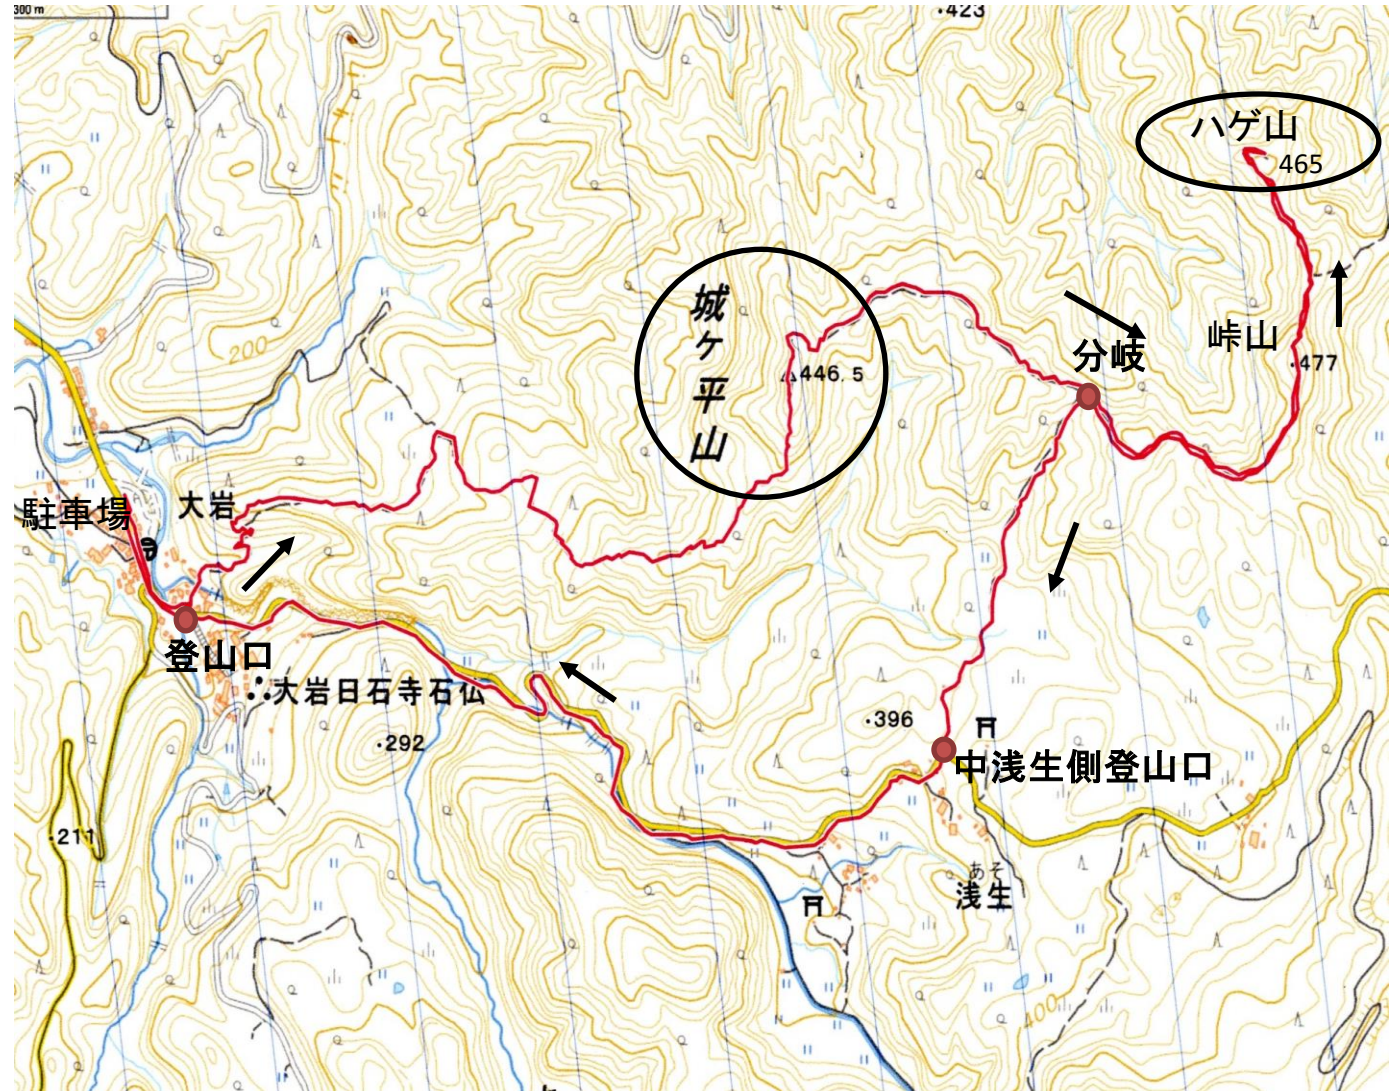 300 m
・423
ハゲ山
465
城ヶ平山
446.5
分岐
峠山
・477
200
駐車場
大岩
登山口
大岩日石寺石仏
・292
・396
中浅生側登山口
・211
あそ
浅生
400